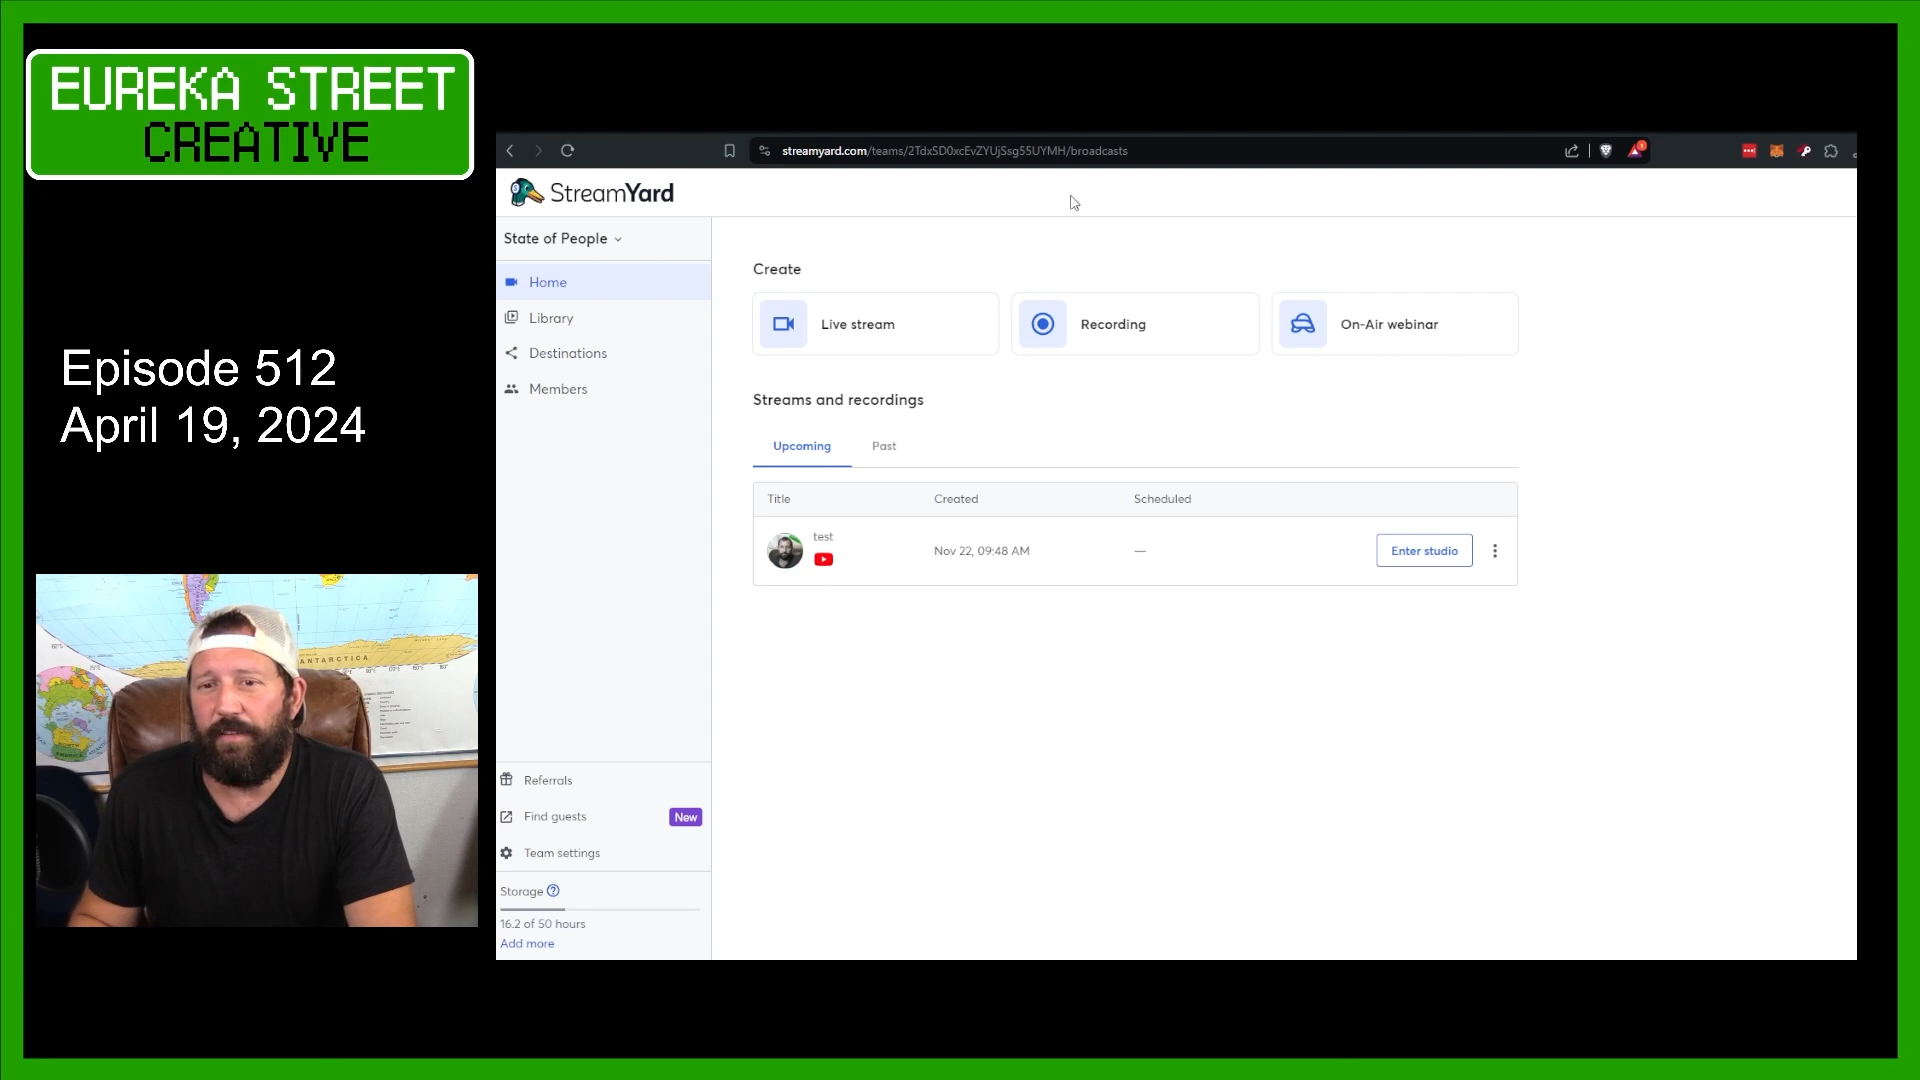 EUREKA STREET
CREATIVE
Episode 512
April 19, 2024
ANTARCTICA
streamyard.com/teams/2TdxSD0xcEvZYUjSsg55UYMH/broadcasts
1
StreamYard
State of People
Home
Library
Destinations
Members
Referrals
Find guests
New
Team settings
Storage
16.2 of 50 hours
Add more
Create
Live stream
Recording
On-Air webinar
Streams and recordings
Upcoming
Past
Title
Created
Scheduled
test
Nov 22, 09:48 AM
—
Enter studio